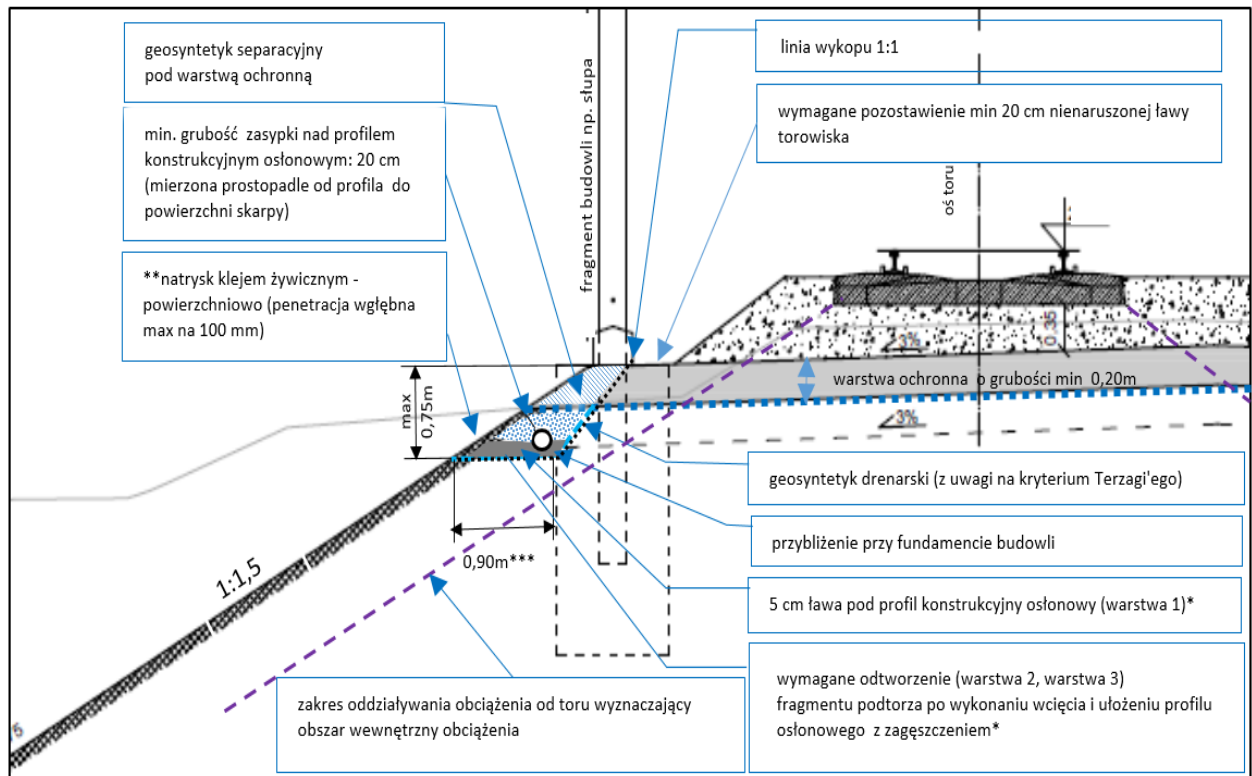 geosyntetyk separacyjny
pod warstwą ochronną
min. grubość zasypki nad profilem
konstrukcyjnym osłonowym: 20 cm
(mierzona prostopadle od profila do
powierzchni skarpy)
**natrysk klejem żywicznym -
powierzchniowo (penetracja wgłębna
max na 100 mm)
fragment budowli np. słupa
linia wykopu 1:1
wymagane pozostawienie min 20 cm nienaruszonej ławy
torowiska
oś toru
0,35
3%
warstwa ochronna o grubości min 0,20m
3%
max
0,75m
0,90m***
1:1,5
geosyntetyk drenarski (z uwagi na kryterium Terzagi'ego)
przybliżenie przy fundamencie budowli
5 cm ława pod profil konstrukcyjny osłonowy (warstwa 1)*
wymagane odtworzenie (warstwa 2, warstwa 3)
fragmentu podtorza po wykonaniu wcięcia i ułożeniu profilu
osłonowego z zagęszczeniem*
zakres oddziaływania obciążenia od toru wyznaczający
obszar wewnętrzny obciążenia